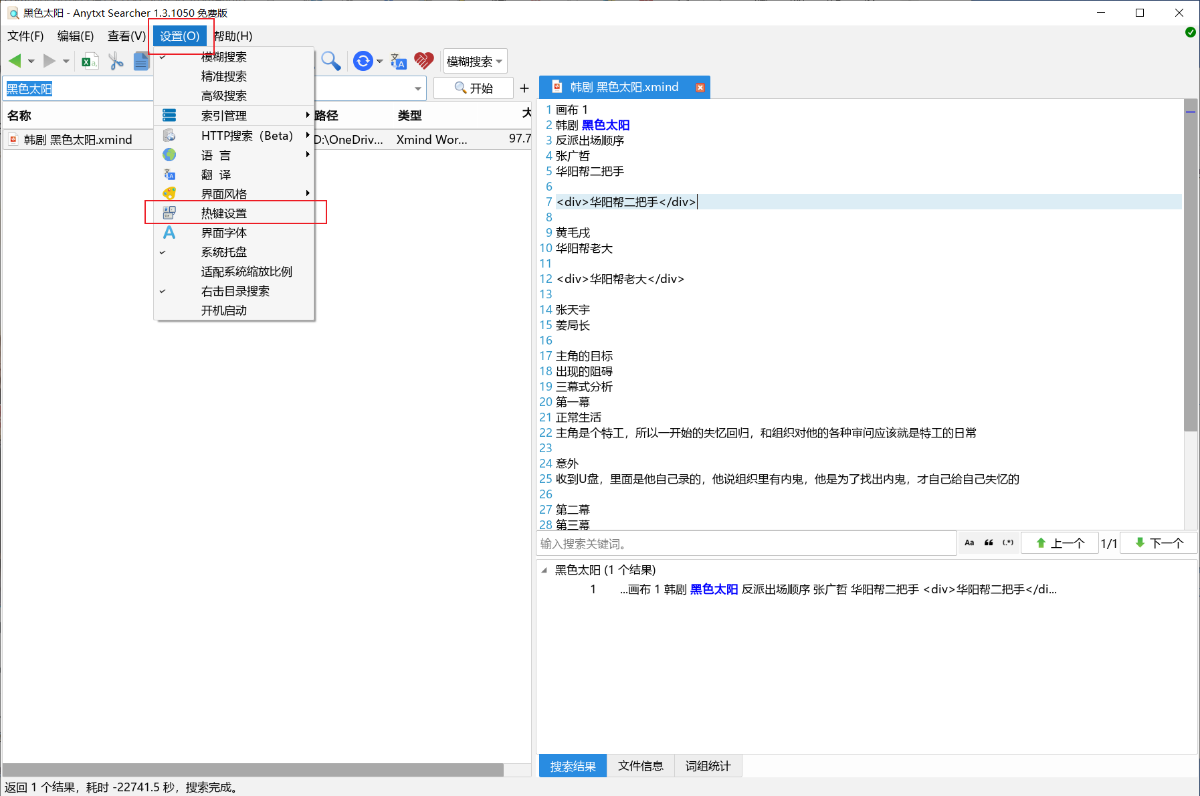 黑色太阳 - Anytxt Searcher 1.3.1050 免费版
文件(F) 编辑(E) 查看(V) 设置(O) 帮助(H)
模糊搜索
开始
黑色太阳
名称 路径 类型 大
韩剧 黑色太阳.xmind D:\OneDriv... Xmind Wor... 97.7
模糊搜索
精准搜索
高级搜索
索引管理
HTTP搜索 (Beta)
语 言
翻 译
界面风格
热键设置
界面字体
系统托盘
适配系统缩放比例
右击目录搜索
开机启动
韩剧 黑色太阳.xmind
1 画布 1
2 韩剧 黑色太阳
3 反派出场顺序
4 张广哲
5 华阳帮二把手
6
7 <div>华阳帮二把手</div>
8
9 黄毛戌
10 华阳帮老大
11
12 <div>华阳帮老大</div>
13
14 张天宇
15 姜局长
16
17 主角的目标
18 出现的阻碍
19 三幕式分析
20 第一幕
21 正常生活
22 主角是个特工，所以一开始的失忆回归，和组织对他的各种审问应该就是特工的日常
23
24 意外
25 收到U盘，里面是他自己录的，他说组织里有内鬼，他是为了找出内鬼，才自己给自己失忆的
26
27 第二幕
28 第三幕
输入搜索关键词。 Aa (.*) 上一个 1/1 下一个
黑色太阳 (1 个结果)
1 ...画布 1 韩剧 黑色太阳 反派出场顺序 张广哲 华阳帮二把手 <div>华阳帮二把手</di...
搜索结果 文件信息 词组统计
返回 1 个结果，耗时 -22741.5 秒，搜索完成。